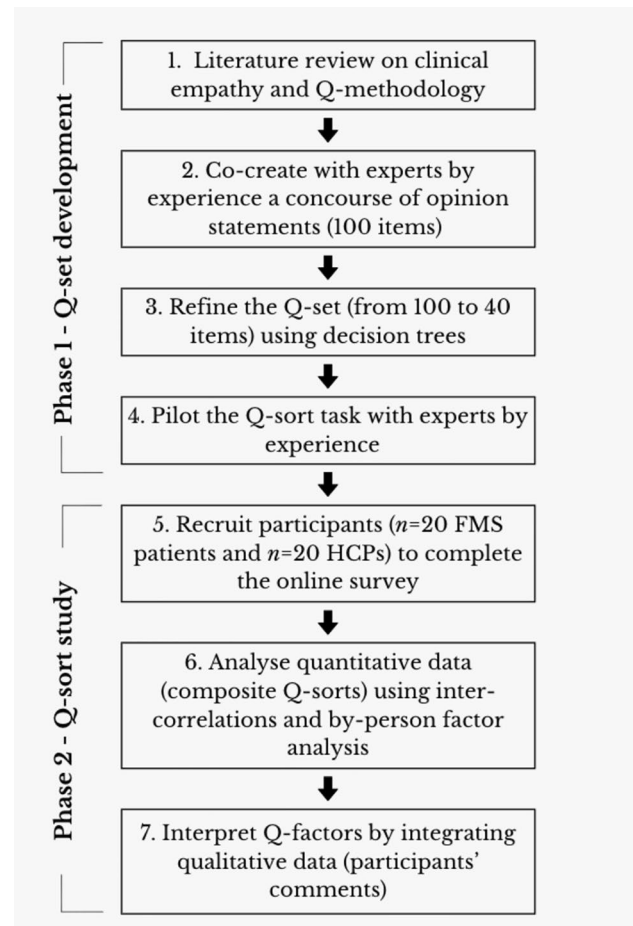 Phase 1 - Q-set development
1. Literature review on clinical
empathy and Q-methodology
2. Co-create with experts by
experience a concourse of opinion
statements (100 items)
3. Refine the Q-set (from 100 to 40
items) using decision trees
4. Pilot the Q-sort task with experts by
experience
Phase 2 - Q-sort study
5. Recruit participants (n=20 FMS
patients and n=20 HCPs) to complete
the online survey
6. Analyse quantitative data
(composite Q-sorts) using inter-
correlations and by-person factor
analysis
7. Interpret Q-factors by integrating
qualitative data (participants’
comments)